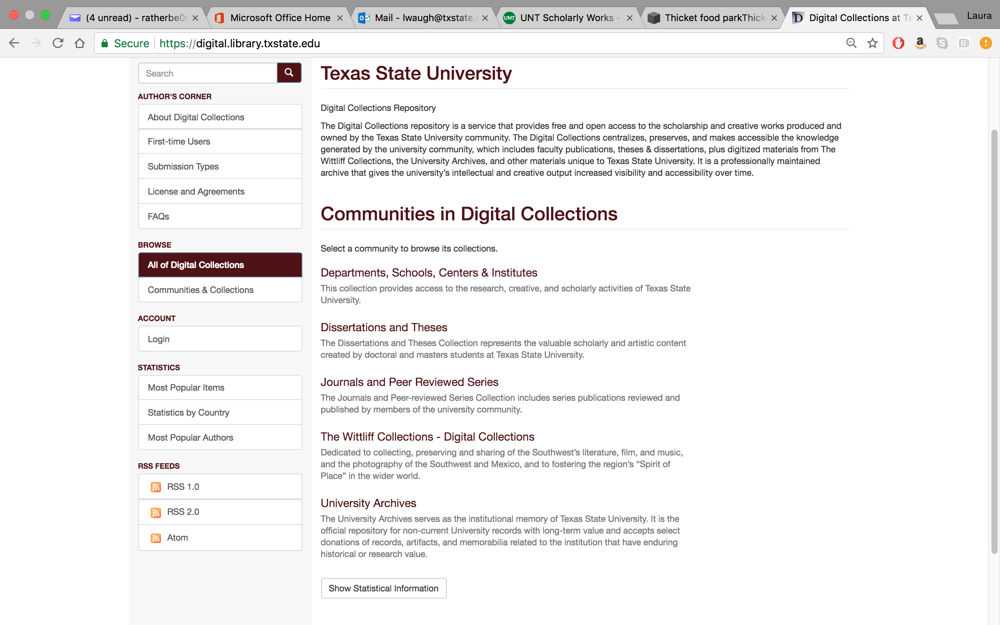 (4 unread) - ratherbe0u
Microsoft Office Home
Mail - lwaugh@txstate.e
UNT
UNT Scholarly Works -
Thicket food parkThick
D
Digital Collections at Te
Laura
Secure
https://digital.library.txstate.edu
Search
AUTHOR'S CORNER
About Digital Collections
First-time Users
Submission Types
License and Agreements
FAQs
BROWSE
All of Digital Collections
Communities & Collections
ACCOUNT
Login
STATISTICS
Most Popular Items
Statistics by Country
Most Popular Authors
RSS FEEDS
RSS 1.0
RSS 2.0
Atom
Texas State University
Digital Collections Repository
The Digital Collections repository is a service that provides free and open access to the scholarship and creative works produced and
owned by the Texas State University community. The Digital Collections centralizes, preserves, and makes accessible the knowledge
generated by the university community, which includes faculty publications, theses & dissertations, plus digitized materials from The
Wittliff Collections, the University Archives, and other materials unique to Texas State University. It is a professionally maintained
archive that gives the university’s intellectual and creative output increased visibility and accessibility over time.
Communities in Digital Collections
Select a community to browse its collections.
Departments, Schools, Centers & Institutes
This collection provides access to the research, creative, and scholarly activities of Texas State
University.
Dissertations and Theses
The Dissertations and Theses Collection represents the valuable scholarly and artistic content
created by doctoral and masters students at Texas State University.
Journals and Peer Reviewed Series
The Journals and Peer-reviewed Series Collection includes series publications reviewed and
published by members of the university community.
The Wittliff Collections - Digital Collections
Dedicated to collecting, preserving and sharing of the Southwest’s literature, film, and music,
and the photography of the Southwest and Mexico, and to fostering the region’s “Spirit of
Place” in the wider world.
University Archives
The University Archives serves as the institutional memory of Texas State University. It is the
official repository for non-current University records with long-term value and accepts select
donations of records, artifacts, and memorabilia related to the institution that have enduring
historical or research value.
Show Statistical Information